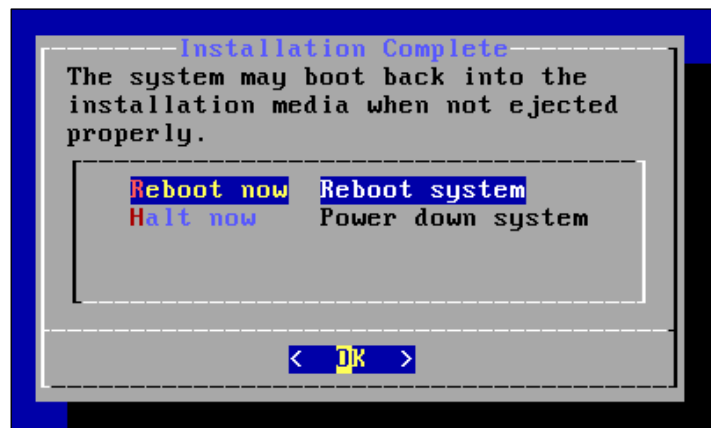 Installation Complete
The system may boot back into the
installation media when not ejected
properly.
Reboot now Reboot system
Halt now Power down system
< OK >